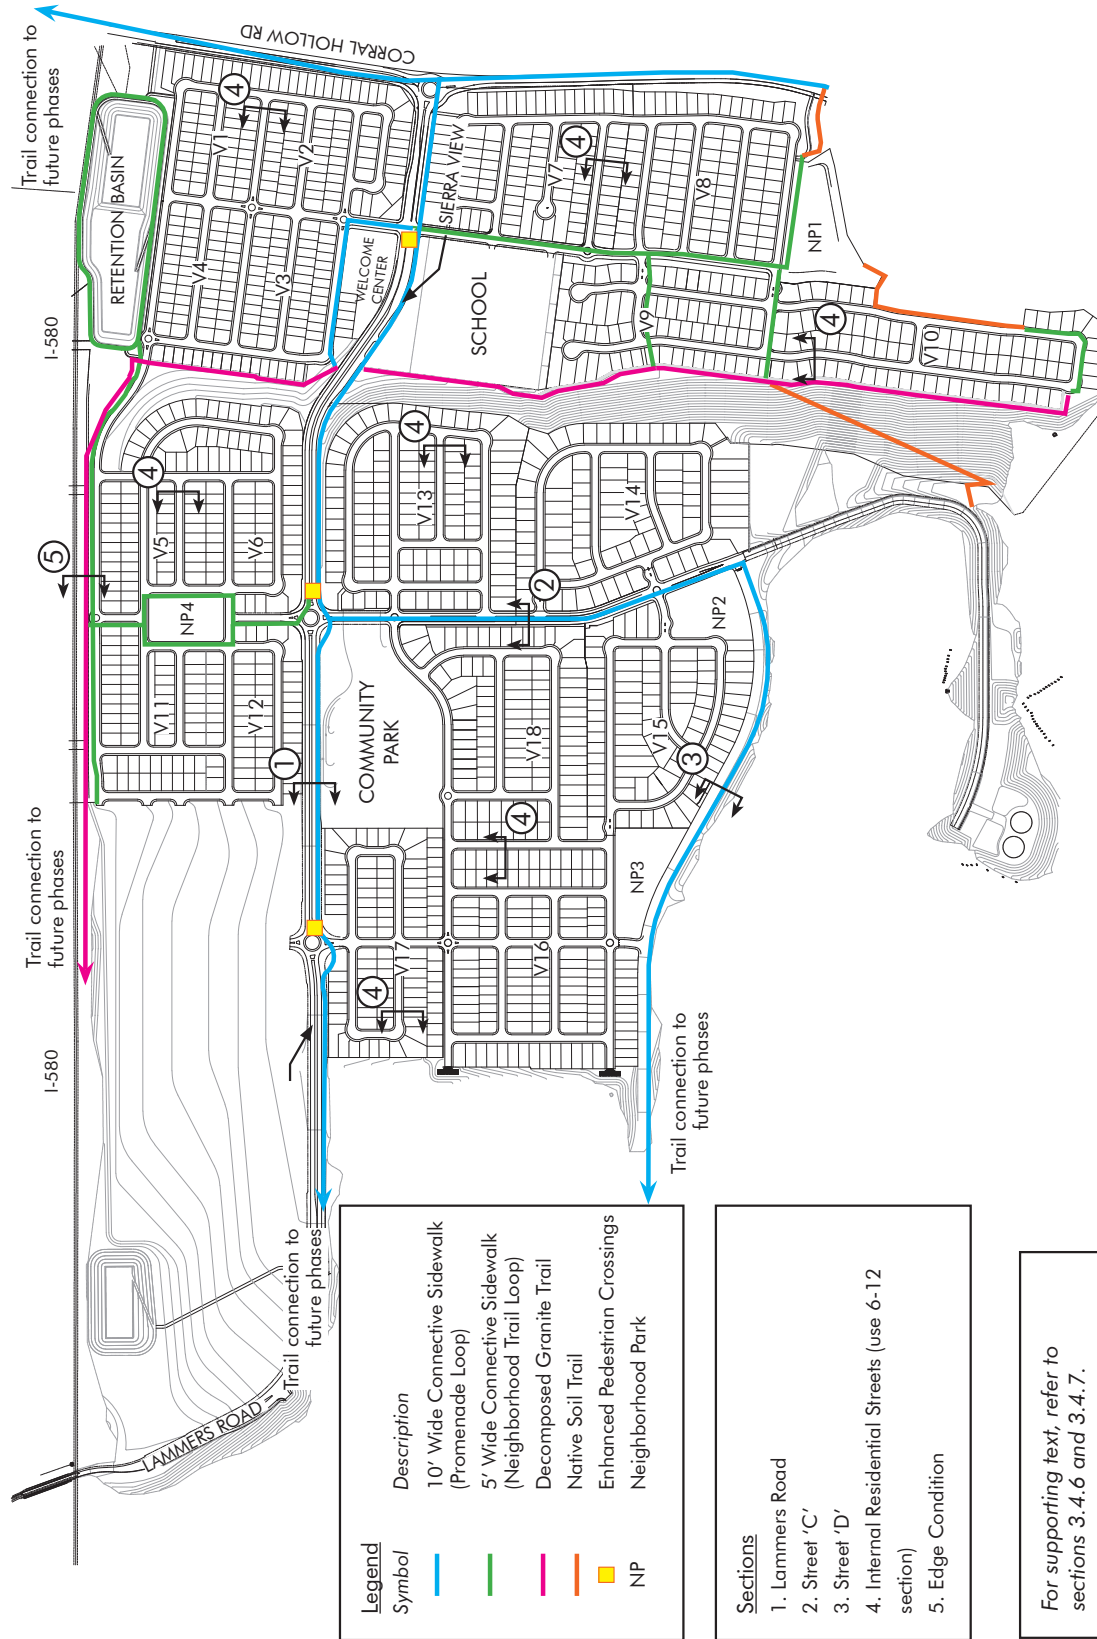 Trail connection to
future phases
CORRAL HOLLOW RD
RETENTION BASIN
I-580
V1
V2
V4
V3
4
WELCOME
CENTER
SIERRA VIEW
SCHOOL
V7
4
V8
NP1
V9
4
V10
5
4
V5
V6
NP4
V11
V12
4
V13
V14
2
NP2
1
COMMUNITY
PARK
V18
V15
3
4
NP3
V17
V16
4
Trail connection to
future phases
I-580
Trail connection to
future phases
Trail connection to
future phases
LAMMERS ROAD
Legend
Symbol
Description
10' Wide Connective Sidewalk
(Promenade Loop)
5' Wide Connective Sidewalk
(Neighborhood Trail Loop)
Decomposed Granite Trail
Native Soil Trail
Enhanced Pedestrian Crossings
NP
Neighborhood Park
Sections
1. Lammers Road
2. Street 'C'
3. Street 'D'
4. Internal Residential Streets (use 6-12
section)
5. Edge Condition
For supporting text, refer to
sections 3.4.6 and 3.4.7.